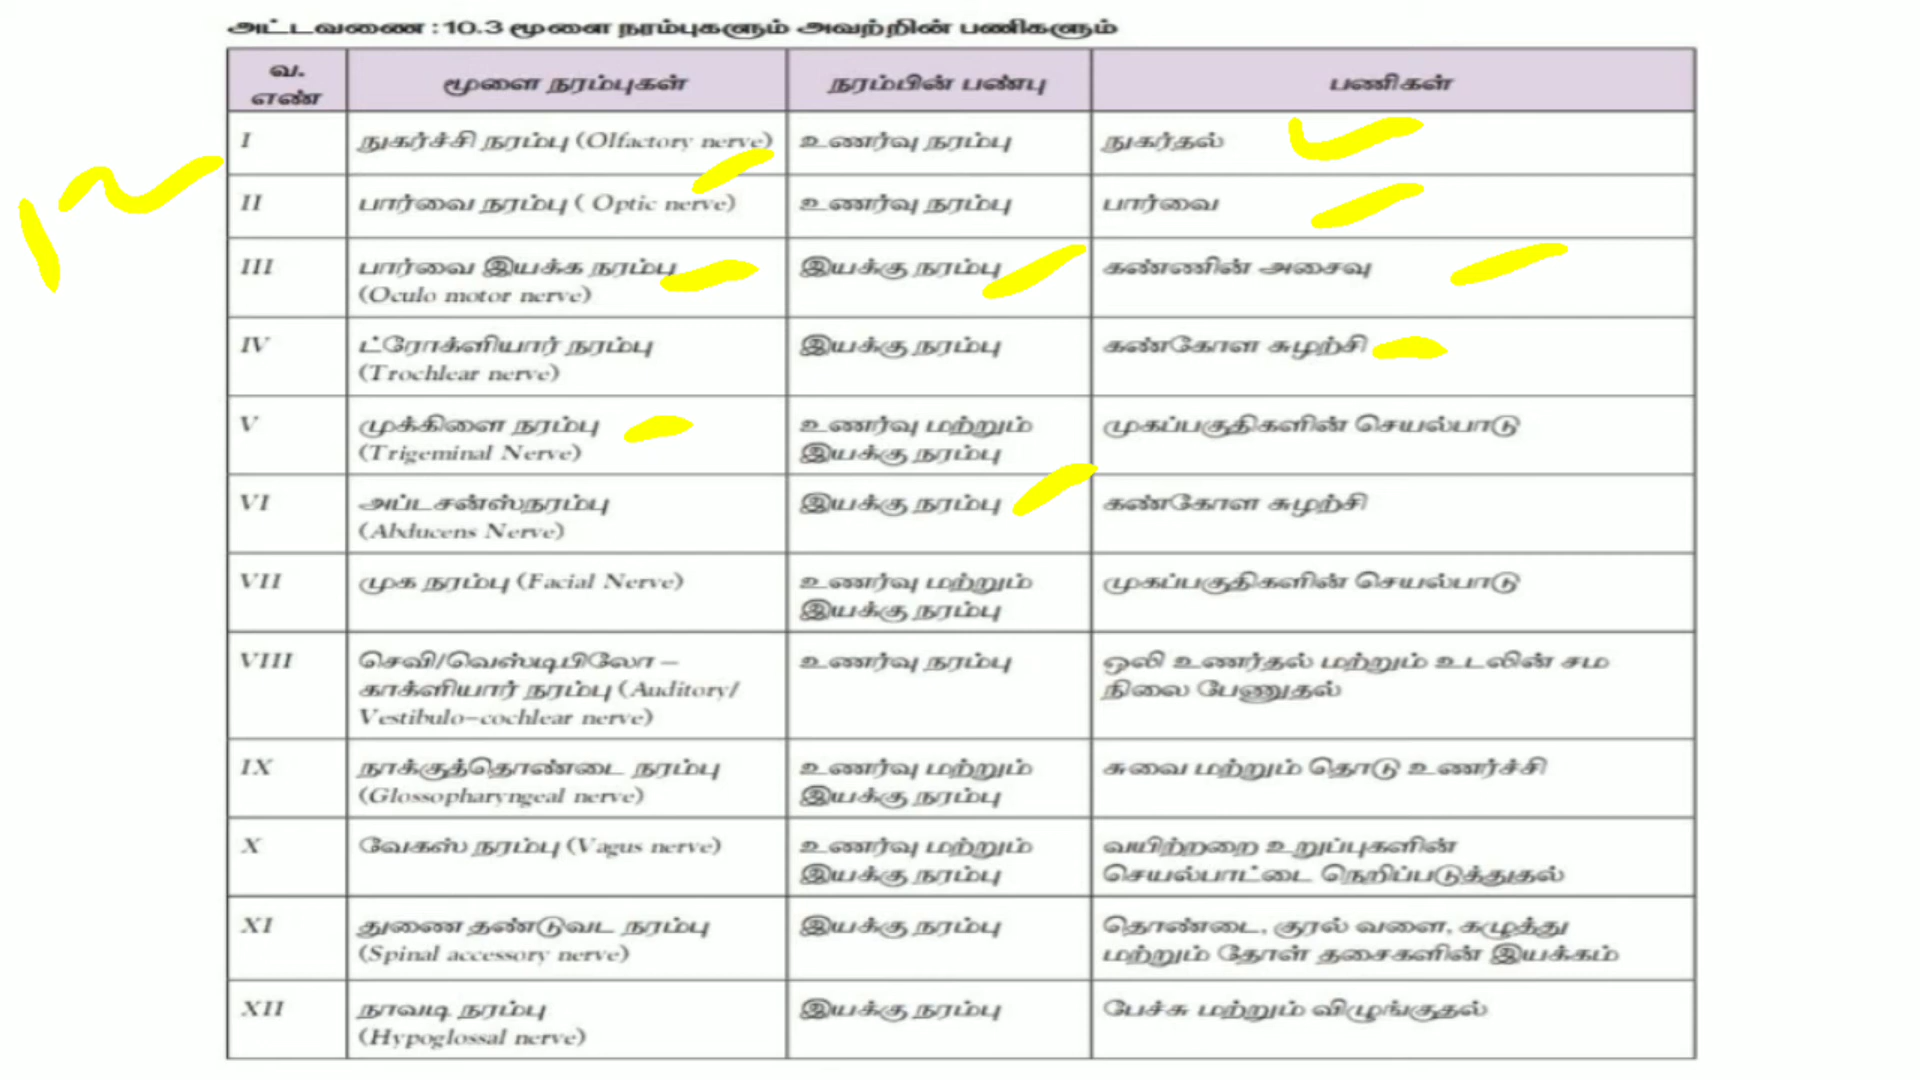 அட்டவணை : 10.3 மூளை நரம்புகளும் அவற்றின் பணிகளும்
வ. எண் மூளை நரம்புகள் நரம்பின் பண்பு பணிகள்
I நுகர்ச்சி நரம்பு (Olfactory nerve) உணர்வு நரம்பு நுகர்தல்
II பார்வை நரம்பு ( Optic nerve) உணர்வு நரம்பு பார்வை
III பார்வை இயக்க நரம்பு இயக்கு நரம்பு கண்ணின் அசைவு
(Oculo motor nerve)
IV ட்ரோக்ளியார் நரம்பு இயக்கு நரம்பு கண்கோள சுழற்சி
(Trochlear nerve)
V முக்கிளை நரம்பு உணர்வு மற்றும் முகப்பகுதிகளின் செயல்பாடு
(Trigeminal Nerve) இயக்கு நரம்பு
VI அப்டசன்ஸ்நரம்பு இயக்கு நரம்பு கண்கோள சுழற்சி
(Abducens Nerve)
VII முக நரம்பு (Facial Nerve) உணர்வு மற்றும் முகப்பகுதிகளின் செயல்பாடு
இயக்கு நரம்பு
VIII செவி/வெஸ்டிபிலோ – உணர்வு நரம்பு ஒலி உணர்தல் மற்றும் உடலின் சம
காக்ளியார் நரம்பு (Auditory/ நிலை பேணுதல்
Vestibulo–cochlear nerve)
IX நாக்குத்தொண்டை நரம்பு உணர்வு மற்றும் சுவை மற்றும் தொடு உணர்ச்சி
(Glossopharyngeal nerve) இயக்கு நரம்பு
X வேகஸ் நரம்பு (Vagus nerve) உணர்வு மற்றும் வயிற்றறை உறுப்புகளின்
இயக்கு நரம்பு செயல்பாட்டை நெறிப்படுத்துதல்
XI துணை தண்டுவட நரம்பு இயக்கு நரம்பு தொண்டை, குரல் வளை, கழுத்து
(Spinal accessory nerve) மற்றும் தோள் தசைகளின் இயக்கம்
XII நாவடி நரம்பு இயக்கு நரம்பு பேச்சு மற்றும் விழுங்குதல்
(Hypoglossal nerve)